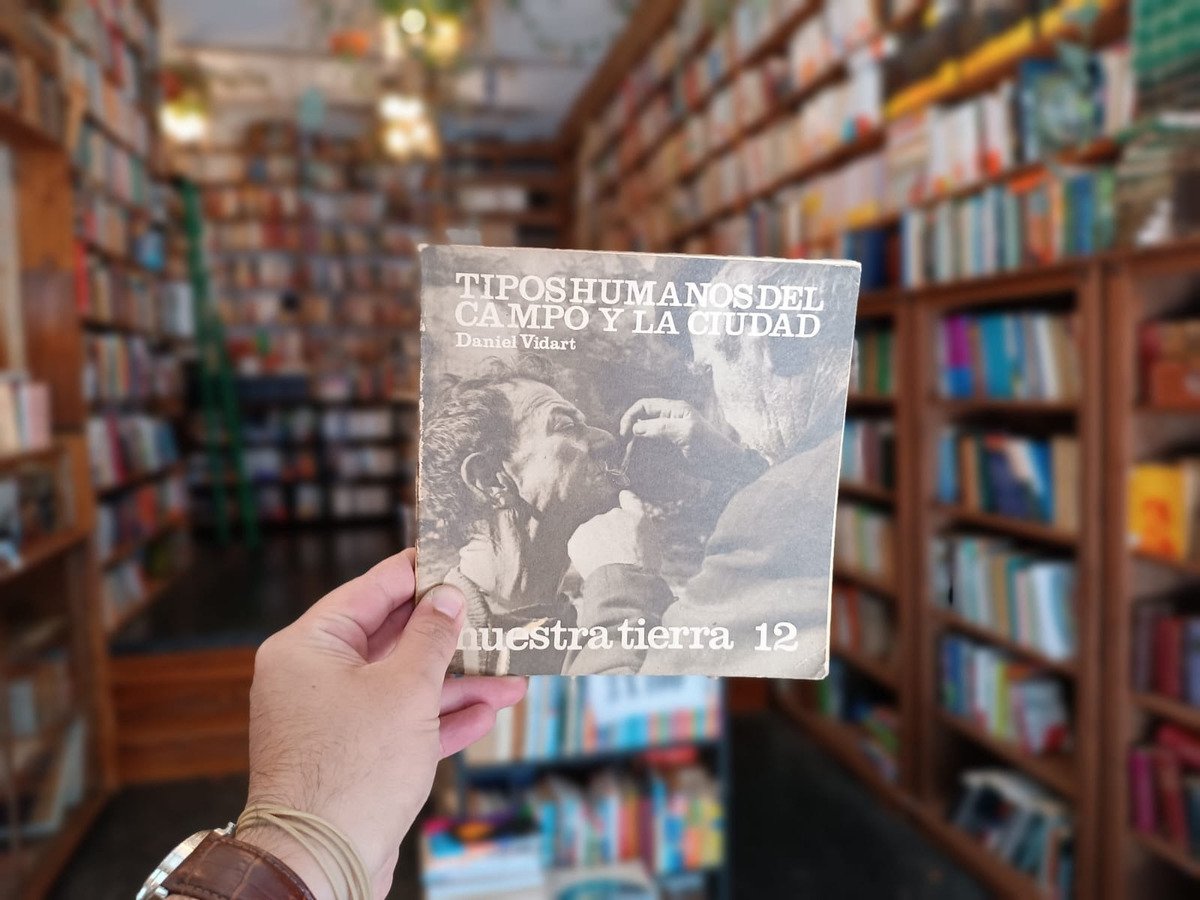 TIPOS HUMANOS DEL
CAMPO Y LA CIUDAD
Daniel Vidart
nuestra tierra 12